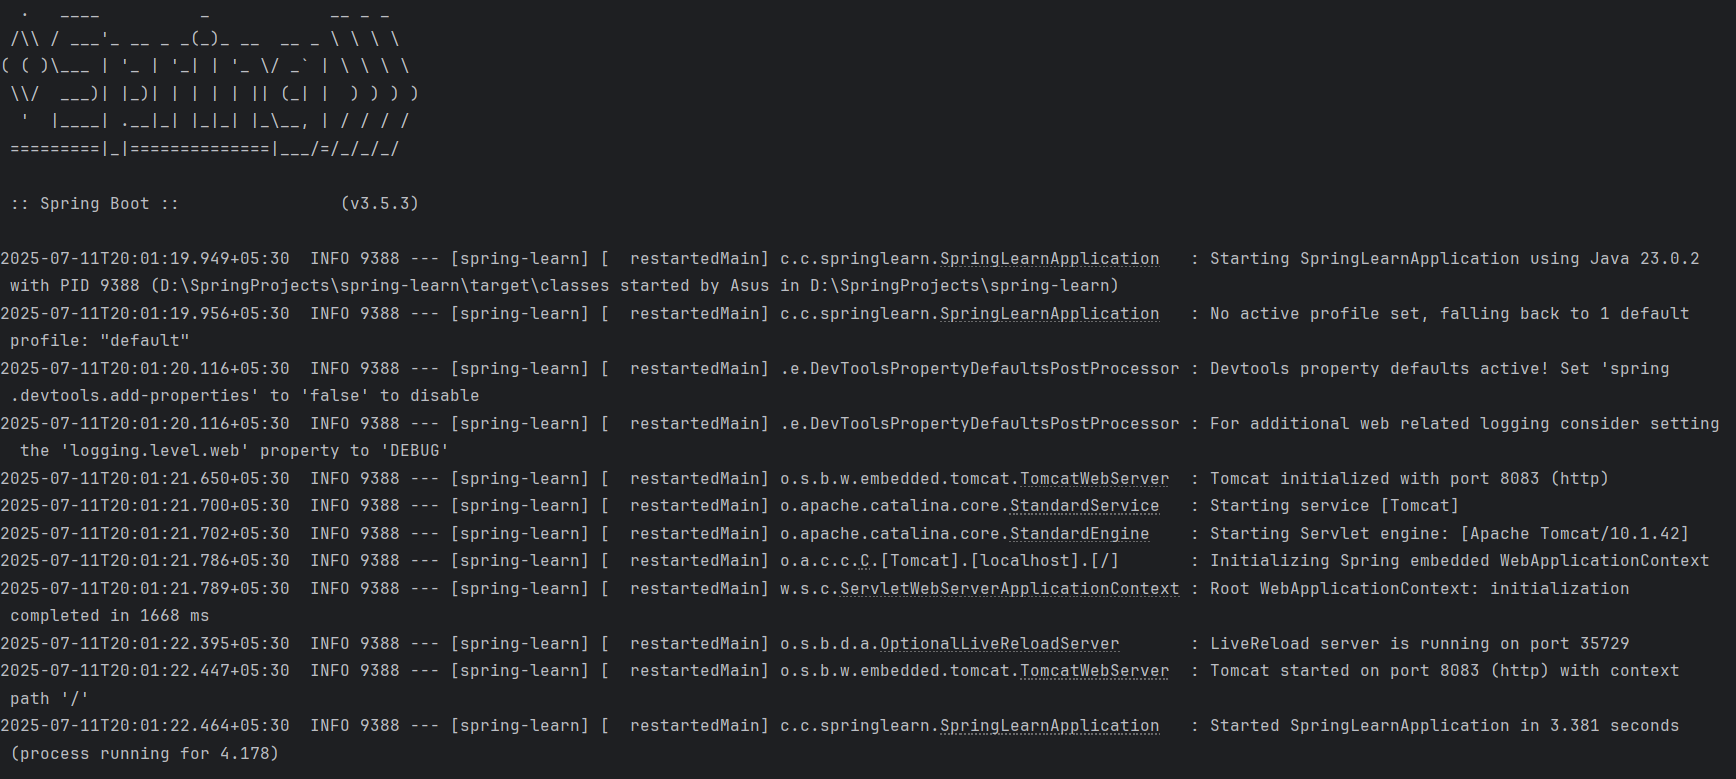 .   ____          _            __ _ _
 /\\ / ___'_ __ _ _(_)_ __  __ _ \ \ \ \
( ( )\___ | '_ | '_| | '_ \/ _` | \ \ \ \
 \\/  ___)| |_)| | | | | || (_| |  ) ) ) )
  '  |____| .__|_| |_|_| |_\__, | / / / /
 =========|_|==============|___/=/_/_/_/

 :: Spring Boot ::                (v3.5.3)

2025-07-11T20:01:19.949+05:30  INFO 9388 --- [spring-learn] [  restartedMain] c.c.springlearn.SpringLearnApplication   : Starting SpringLearnApplication using Java 23.0.2
 with PID 9388 (D:\SpringProjects\spring-learn\target\classes started by Asus in D:\SpringProjects\spring-learn)
2025-07-11T20:01:19.956+05:30  INFO 9388 --- [spring-learn] [  restartedMain] c.c.springlearn.SpringLearnApplication   : No active profile set, falling back to 1 default
 profile: "default"
2025-07-11T20:01:20.116+05:30  INFO 9388 --- [spring-learn] [  restartedMain] .e.DevToolsPropertyDefaultsPostProcessor : Devtools property defaults active! Set 'spring
 .devtools.add-properties' to 'false' to disable
2025-07-11T20:01:20.116+05:30  INFO 9388 --- [spring-learn] [  restartedMain] .e.DevToolsPropertyDefaultsPostProcessor : For additional web related logging consider setting
  the 'logging.level.web' property to 'DEBUG'
2025-07-11T20:01:21.650+05:30  INFO 9388 --- [spring-learn] [  restartedMain] o.s.b.w.embedded.tomcat.TomcatWebServer  : Tomcat initialized with port 8083 (http)
2025-07-11T20:01:21.700+05:30  INFO 9388 --- [spring-learn] [  restartedMain] o.apache.catalina.core.StandardService   : Starting service [Tomcat]
2025-07-11T20:01:21.702+05:30  INFO 9388 --- [spring-learn] [  restartedMain] o.apache.catalina.core.StandardEngine    : Starting Servlet engine: [Apache Tomcat/10.1.42]
2025-07-11T20:01:21.786+05:30  INFO 9388 --- [spring-learn] [  restartedMain] o.a.c.c.C.[Tomcat].[localhost].[/]       : Initializing Spring embedded WebApplicationContext
2025-07-11T20:01:21.789+05:30  INFO 9388 --- [spring-learn] [  restartedMain] w.s.c.ServletWebServerApplicationContext : Root WebApplicationContext: initialization
 completed in 1668 ms
2025-07-11T20:01:22.395+05:30  INFO 9388 --- [spring-learn] [  restartedMain] o.s.b.d.a.OptionalLiveReloadServer       : LiveReload server is running on port 35729
2025-07-11T20:01:22.447+05:30  INFO 9388 --- [spring-learn] [  restartedMain] o.s.b.w.embedded.tomcat.TomcatWebServer  : Tomcat started on port 8083 (http) with context
 path '/'
2025-07-11T20:01:22.464+05:30  INFO 9388 --- [spring-learn] [  restartedMain] c.c.springlearn.SpringLearnApplication   : Started SpringLearnApplication in 3.381 seconds
 (process running for 4.178)